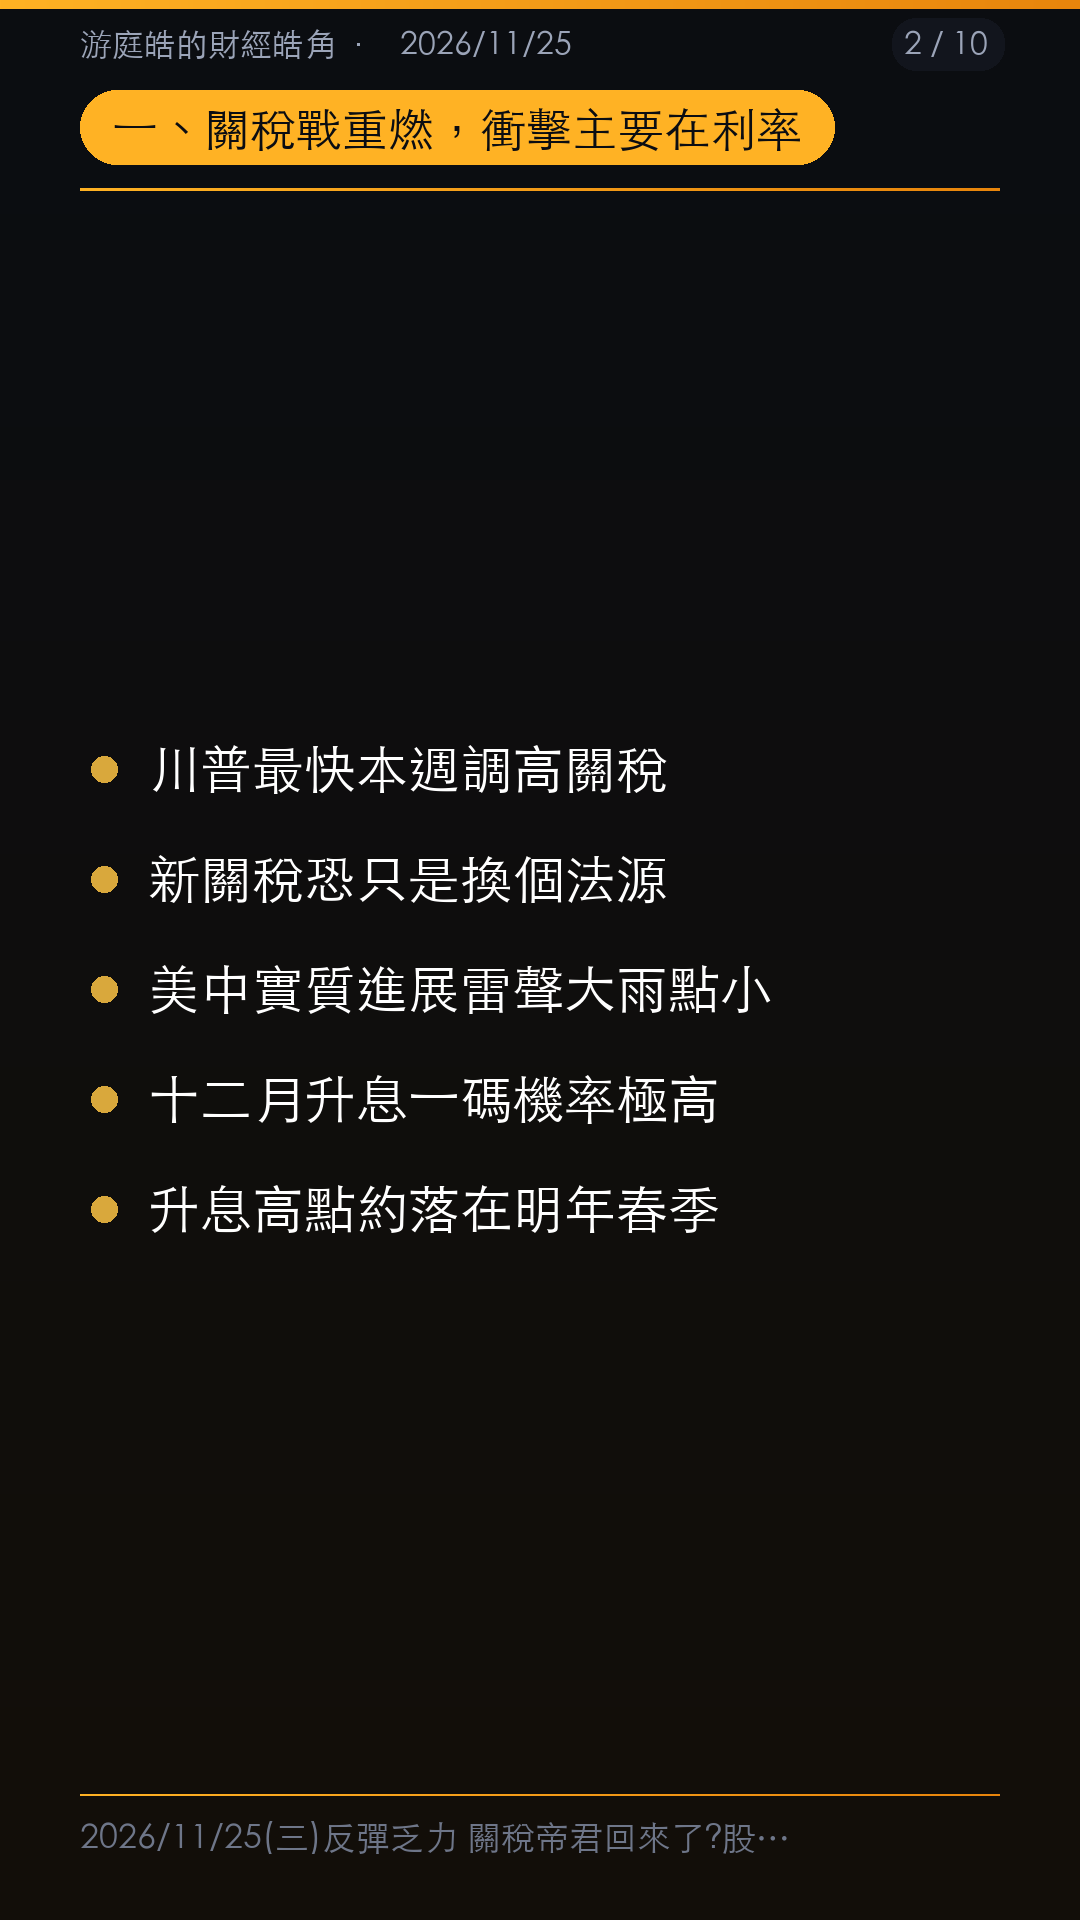 游庭皓的財經皓角 · 2026/11/25
2 / 10
一、關稅戰重燃，衝擊主要在利率
川普最快本週調高關稅
新關稅恐只是換個法源
美中實質進展雷聲大雨點小
十二月升息一碼機率極高
升息高點約落在明年春季
2026/11/25(三)反彈乏力 關稅帝君回來了?股…